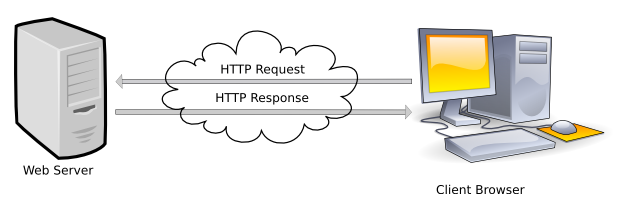 HTTP Request
HTTP Response
Web Server
Client Browser